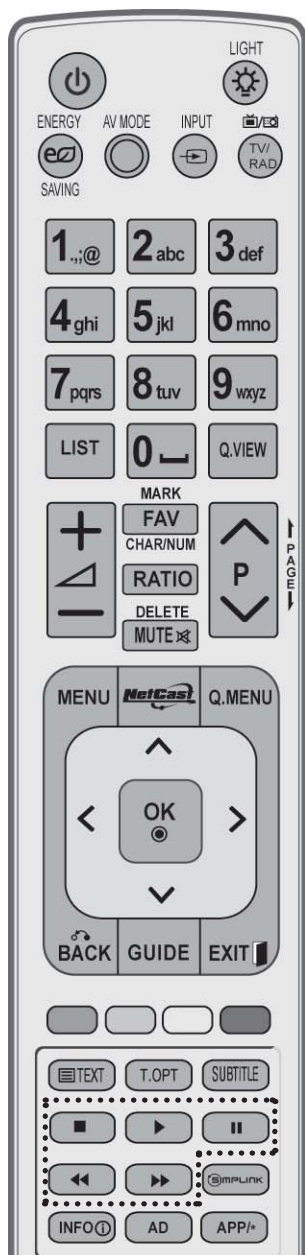 LIGHT
ENERGY AV MODE INPUT
TV/
RAD
SAVING
1.,;@ 2abc 3def
4ghi 5jkl 6mno
7pqrs 8tuv 9wxyz
LIST 0 Q.VIEW
MARK
FAV
CHAR/NUM
P
PAGE
RATIO
DELETE
MUTE
MENU NetCast Q.MENU
OK
BACK GUIDE EXIT
TEXT T.OPT SUBTITLE
SIMPLINK
INFO AD APP/*